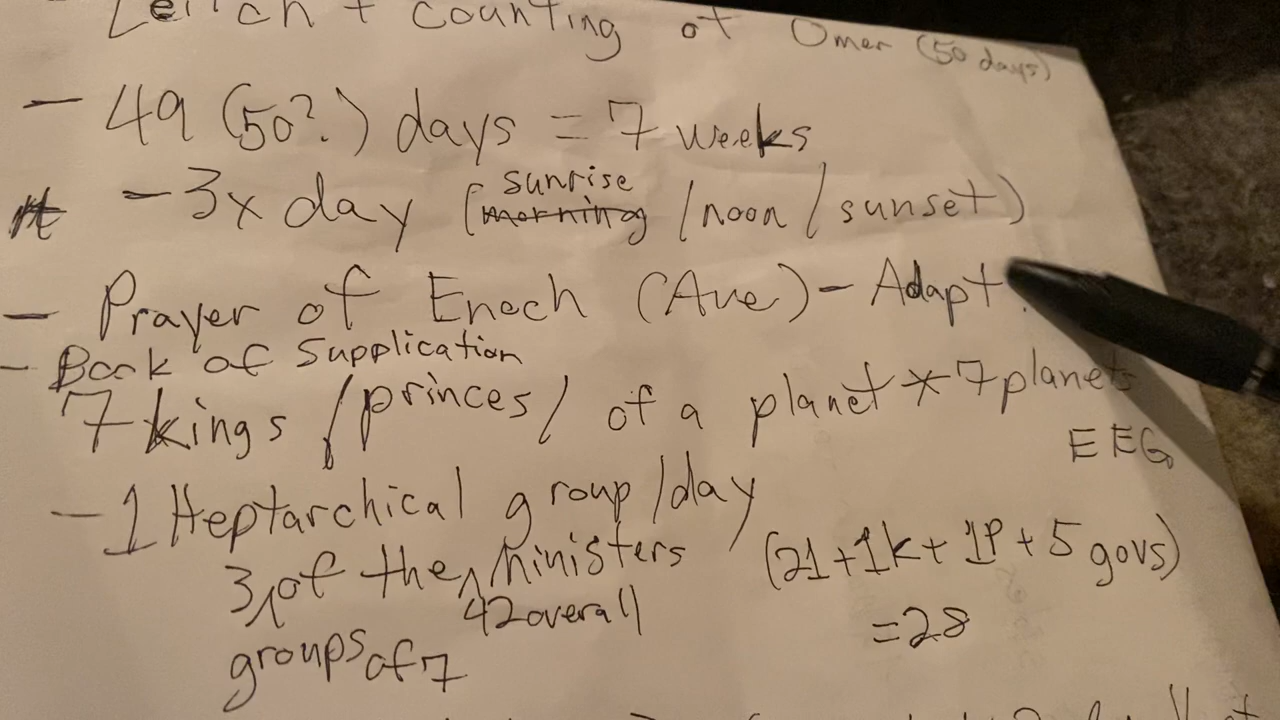 + Counting of Omer (50 days)
- 49 (50?) days = 7 weeks
- 3x day (sunrise morning / noon / sunset)
- Prayer of Enoch (Ave) - Adapt
- Book of Supplication
7 kings / princes / of a planet * 7 planets
EEG
- 1 Heptarchical group / day
3 of the 42 overall ministers / (21 + 1k + 1P + 5 govs)
groups of 7
= 28